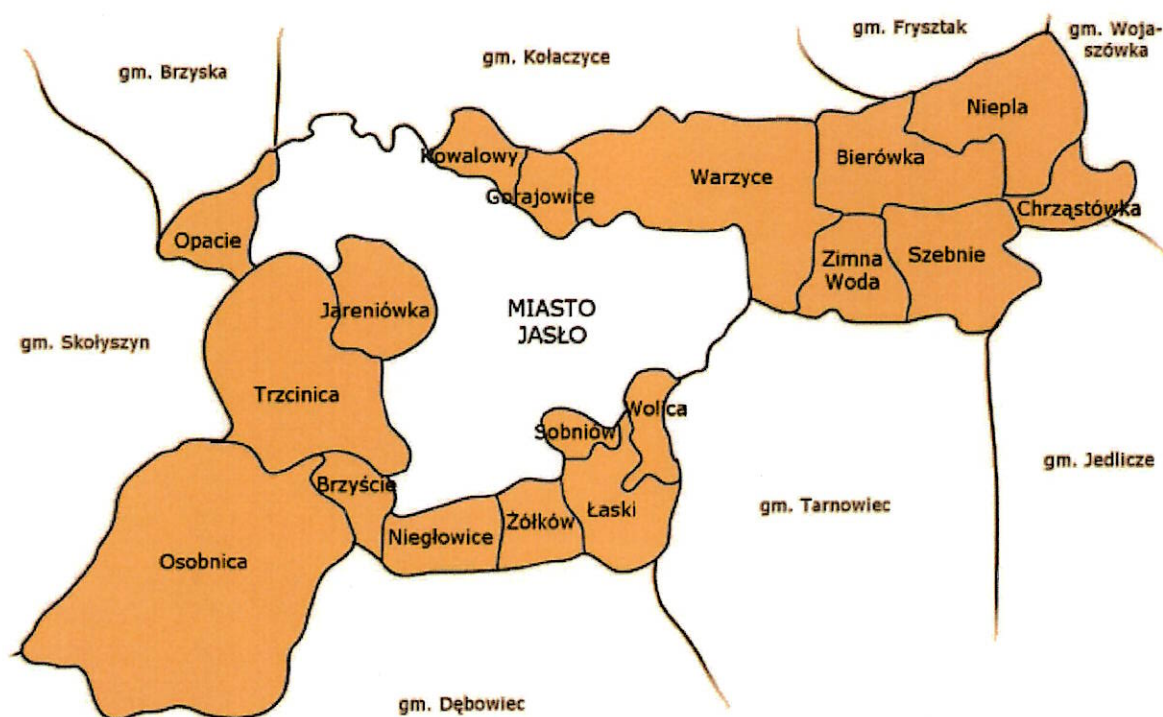 gm. Frysztak
gm. Woja-
szówka
gm. Brzyska
gm. Kołaczyce
Niepla
Kowalowy
Bierówka
Warzyce
Gorajowice
Chrząstówka
Opacie
Zimna
Woda
Szebnie
Jareniówka
MIASTO
JASŁO
gm. Skołyszyn
Trzcinica
Wolica
Sobniów
gm. Jedlicze
Brzyście
gm. Tarnowiec
Łaski
Żółków
Niegłowice
Osobnica
gm. Dębowiec